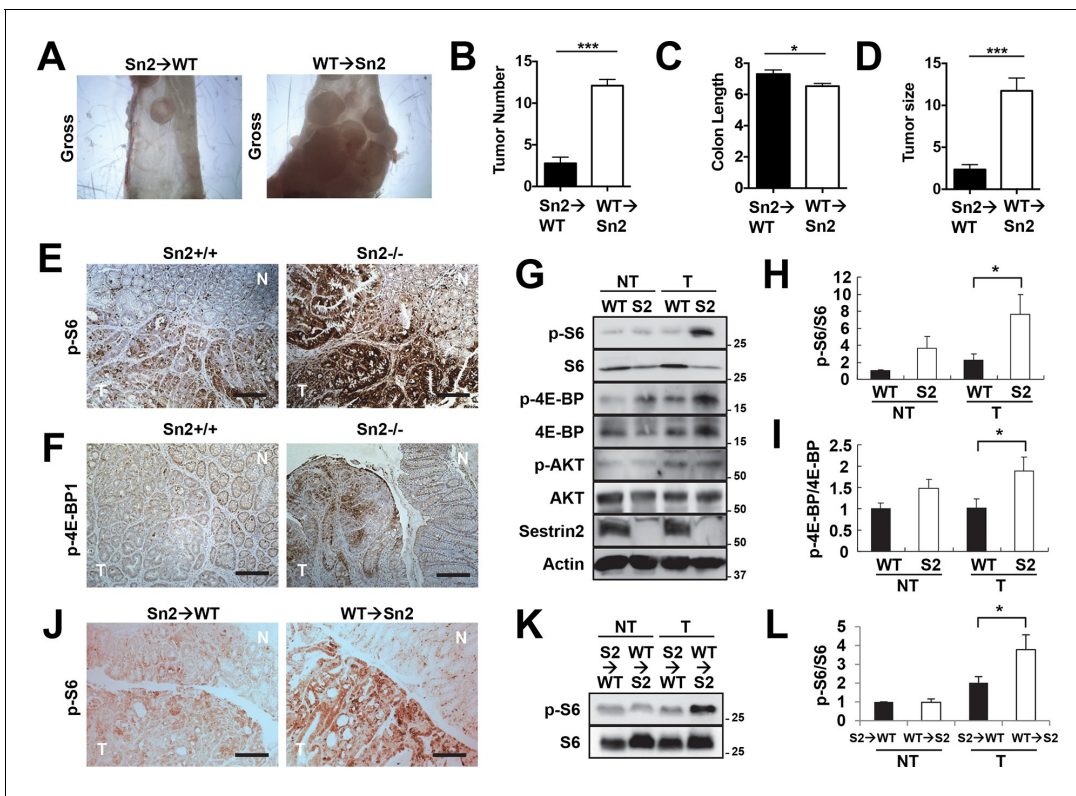 A
Sn2→WT
WT→Sn2
Gross
Gross
B
***
Tumor Number
15
10
5
0
Sn2→
WT
WT→
Sn2
C
*
Colon Length
8
6
4
2
0
Sn2→
WT
WT→
Sn2
D
***
Tumor size
15
10
5
0
Sn2→
WT
WT→
Sn2
E
Sn2+/+
Sn2-/-
p-S6
N
T
N
T
F
Sn2+/+
Sn2-/-
p-4E-BP1
N
T
N
T
G
NT
T
WT S2 WT S2
p-S6
25
S6
25
p-4E-BP
15
4E-BP
15
p-AKT
50
AKT
50
Sestrin2
50
Actin
37
H
*
p-S6/S6
12
10
8
6
4
2
0
WT S2 WT S2
NT
T
I
*
p-4E-BP/4E-BP
2.5
2
1.5
1
0.5
0
WT S2 WT S2
NT
T
J
Sn2→WT
WT→Sn2
p-S6
N
T
N
T
K
NT
T
S2→WT
WT→S2
S2→WT
WT→S2
p-S6
25
S6
25
L
*
p-S6/S6
5
4
3
2
1
0
S2→WT WT→S2 S2→WT WT→S2
NT
T